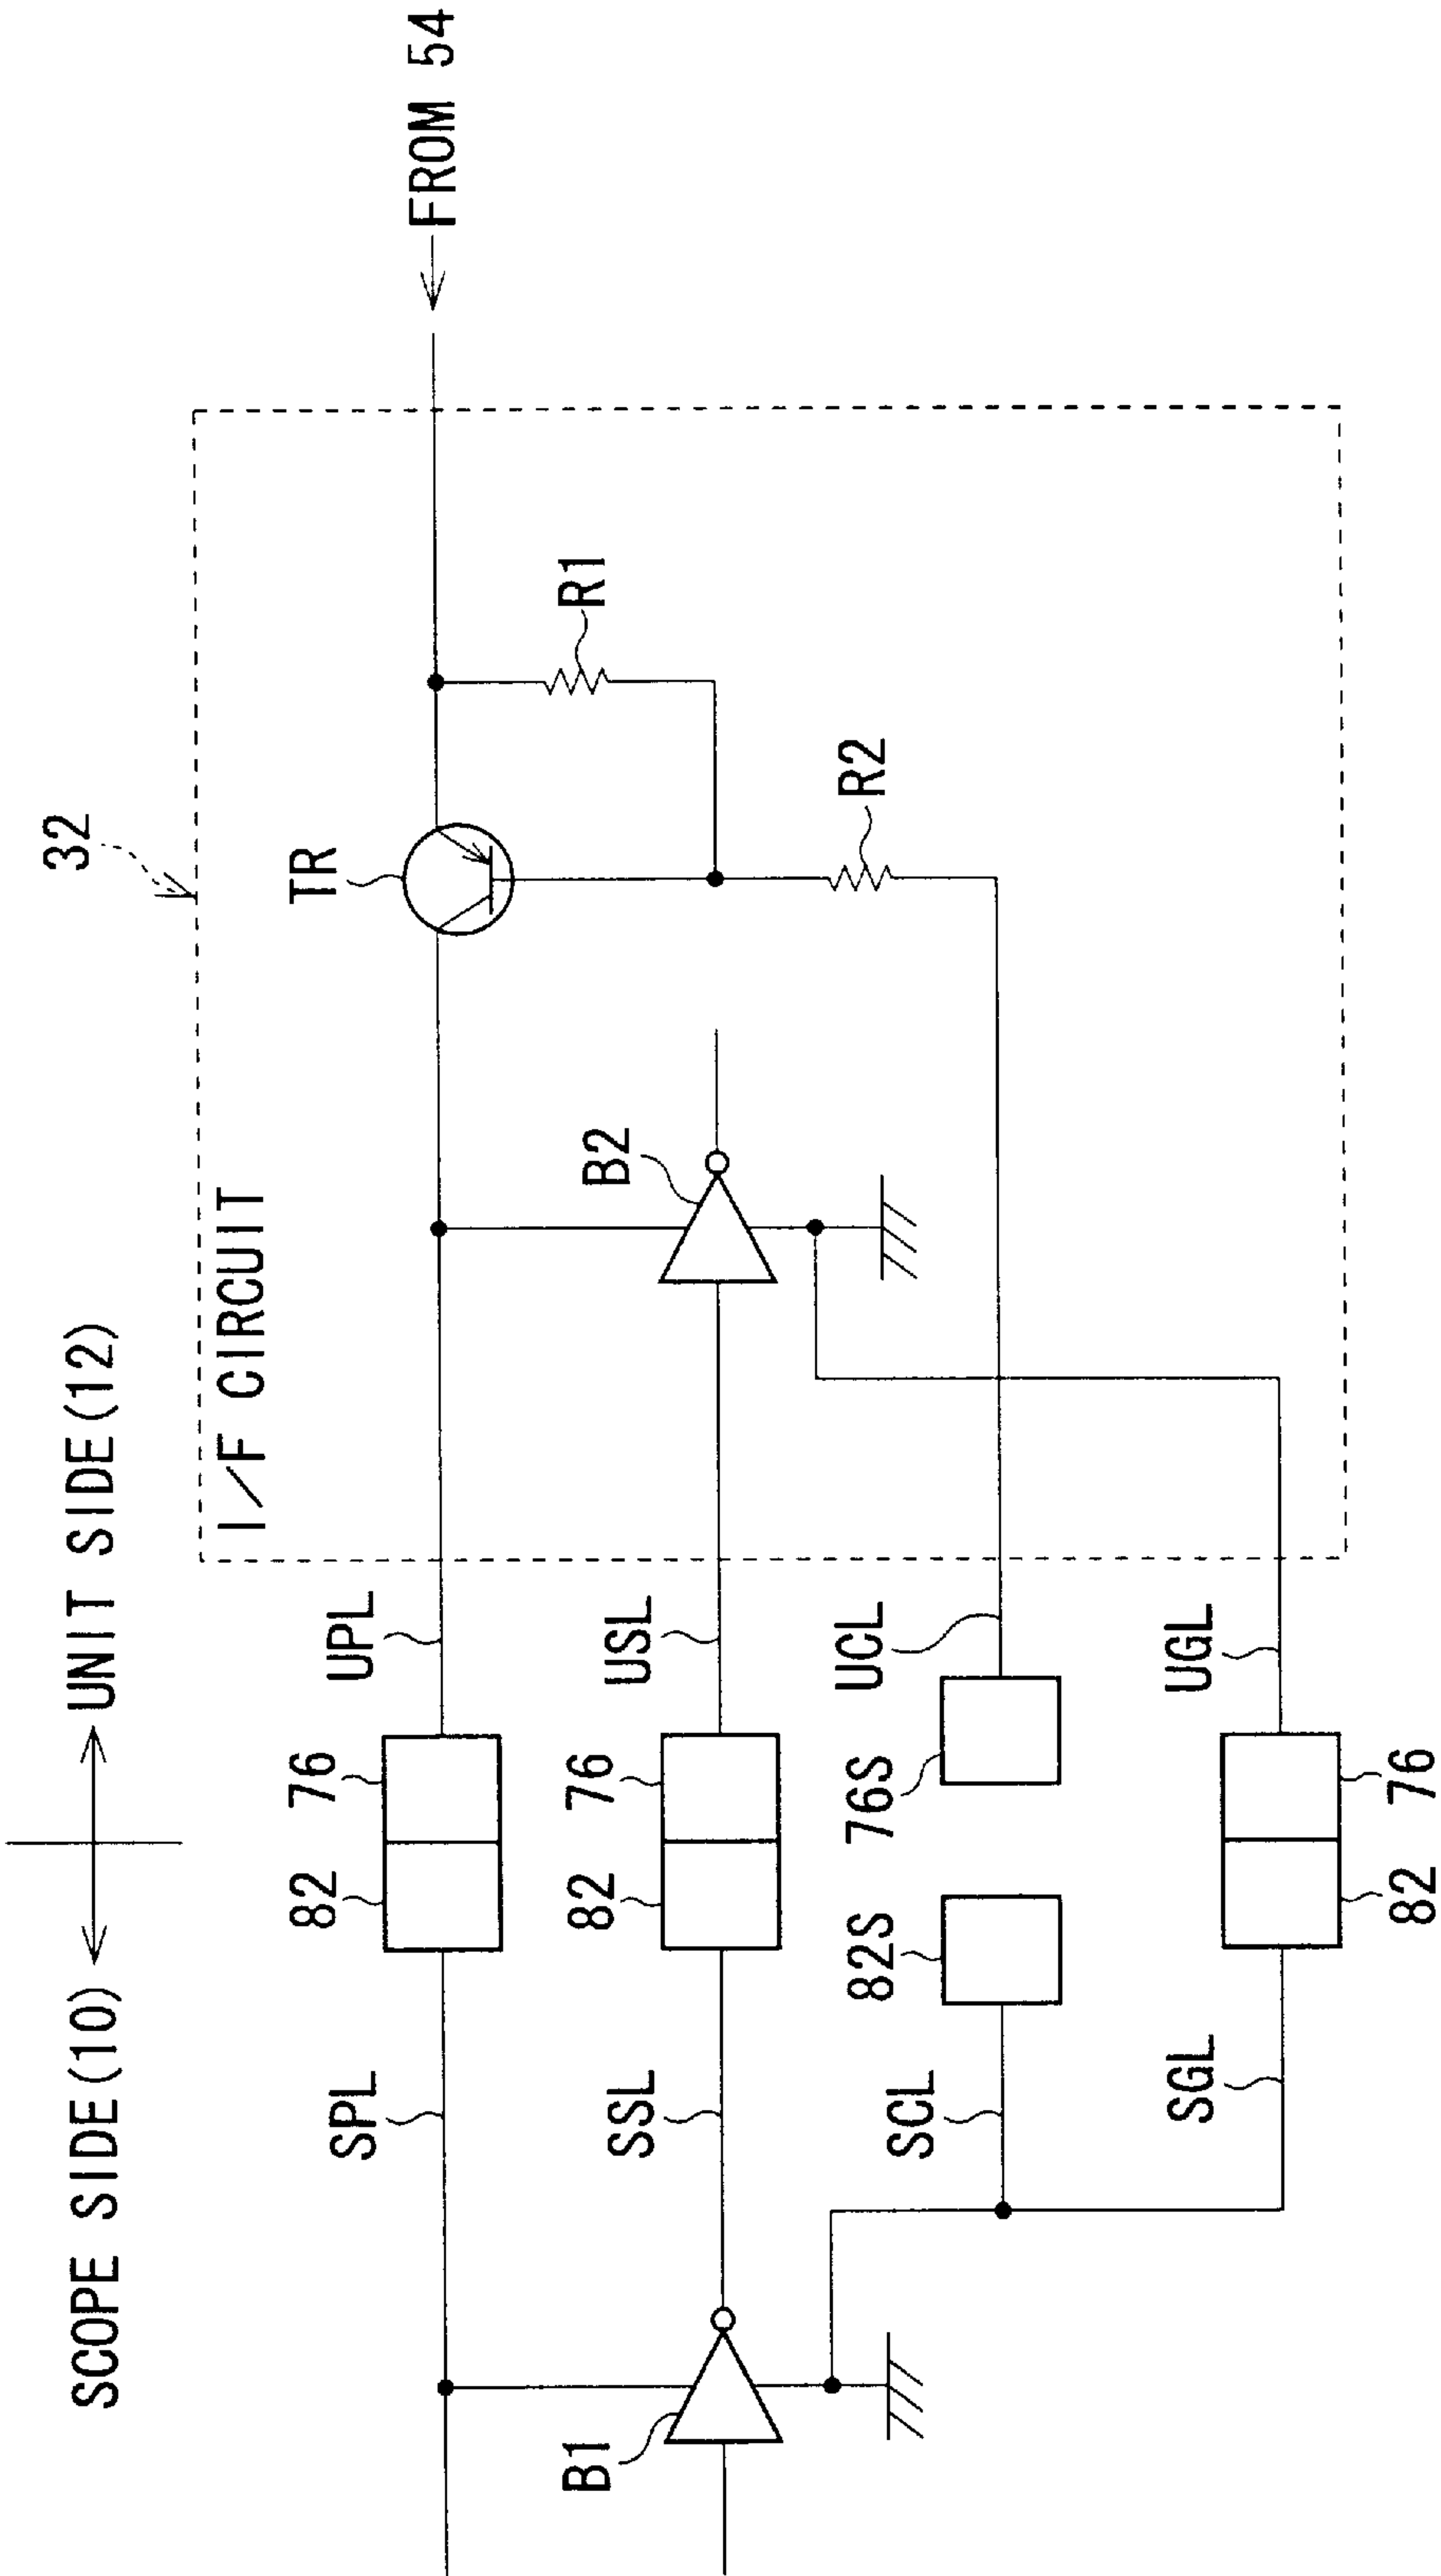 SCOPE SIDE(10)
UNIT SIDE(12)
32
I/F CIRCUIT
SPL
82
76
UPL
TR
FROM 54
R1
B1
SSL
82
76
USL
B2
R2
SCL
82S
76S
UCL
SGL
82
76
UGL